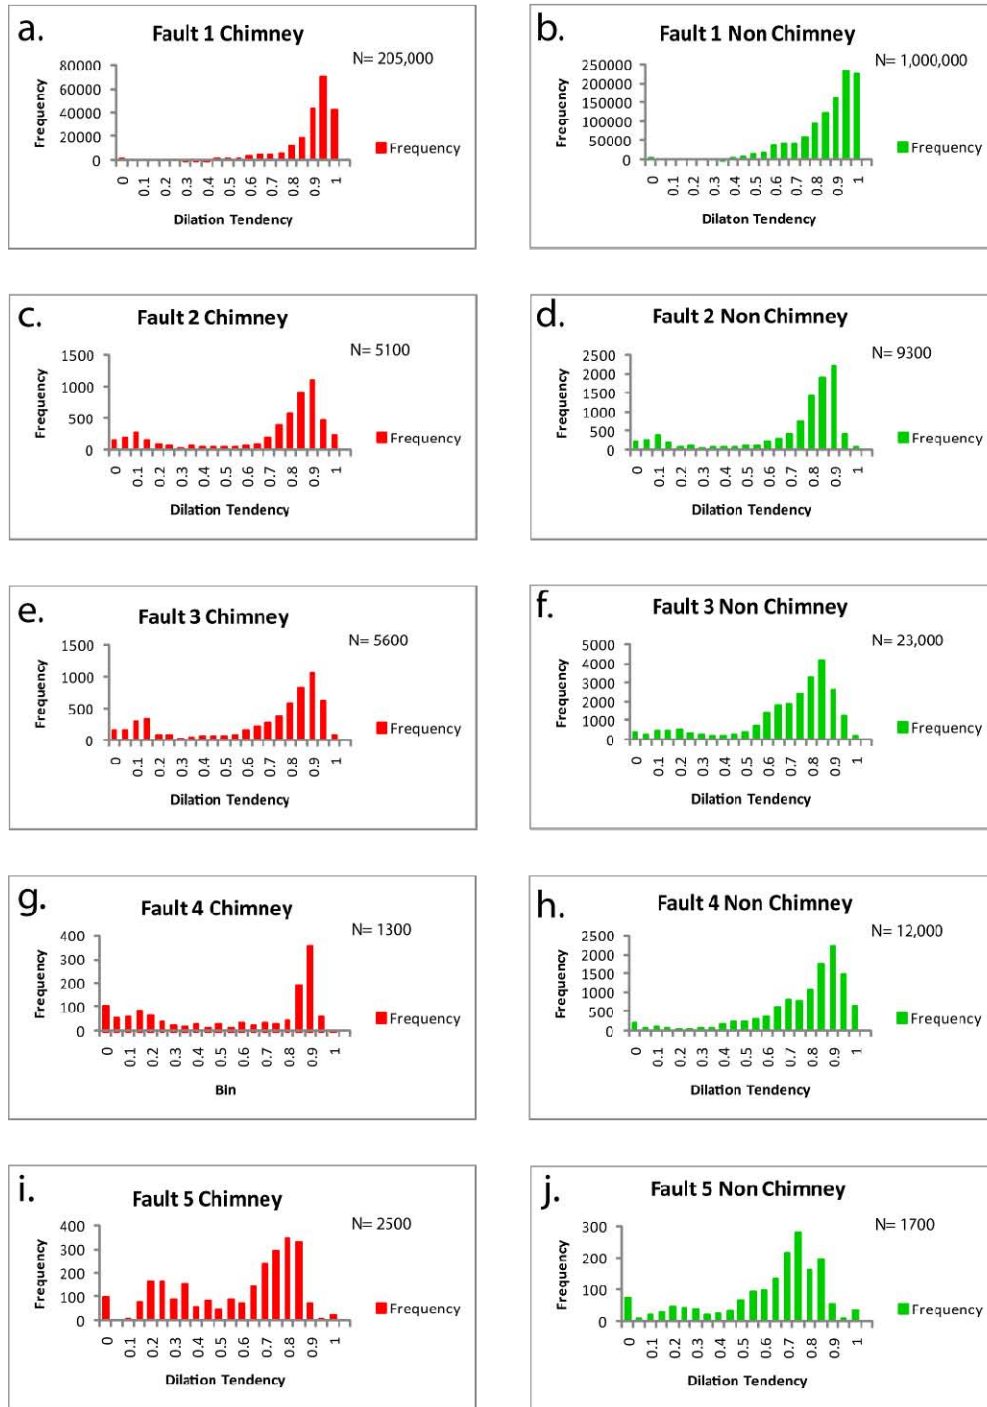 a.
Fault 1 Chimney
N= 205,000
80000
60000
40000
20000
0
Frequency
0 0.1 0.2 0.3 0.4 0.5 0.6 0.7 0.8 0.9 1
Dilation Tendency
Frequency
b.
Fault 1 Non Chimney
N= 1,000,000
250000
200000
150000
100000
50000
0
Frequency
0 0.1 0.2 0.3 0.4 0.5 0.6 0.7 0.8 0.9 1
Dilaton Tendency
Frequency
c.
Fault 2 Chimney
N= 5100
1500
1000
500
0
Frequency
0 0.1 0.2 0.3 0.4 0.5 0.6 0.7 0.8 0.9 1
Dilation Tendency
Frequency
d.
Fault 2 Non Chimney
N= 9300
2500
2000
1500
1000
500
0
Frequency
0 0.1 0.2 0.3 0.4 0.5 0.6 0.7 0.8 0.9 1
Dilation Tendency
Frequency
e.
Fault 3 Chimney
N= 5600
1500
1000
500
0
Frequency
0 0.1 0.2 0.3 0.4 0.5 0.6 0.7 0.8 0.9 1
Dilation Tendency
Frequency
f.
Fault 3 Non Chimney
N= 23,000
5000
4000
3000
2000
1000
0
Frequency
0 0.1 0.2 0.3 0.4 0.5 0.6 0.7 0.8 0.9 1
Dilation Tendency
Frequency
g.
Fault 4 Chimney
N= 1300
400
300
200
100
0
Frequency
0 0.1 0.2 0.3 0.4 0.5 0.6 0.7 0.8 0.9 1
Bin
Frequency
h.
Fault 4 Non Chimney
N= 12,000
2500
2000
1500
1000
500
0
Frequency
0 0.1 0.2 0.3 0.4 0.5 0.6 0.7 0.8 0.9 1
Dilation Tendency
Frequency
i.
Fault 5 Chimney
N= 2500
400
300
200
100
0
Frequency
0 0.1 0.2 0.3 0.4 0.5 0.6 0.7 0.8 0.9 1
Dilation Tendency
Frequency
j.
Fault 5 Non Chimney
N= 1700
300
200
100
0
Frequency
0 0.1 0.2 0.3 0.4 0.5 0.6 0.7 0.8 0.9 1
Dilation Tendency
Frequency